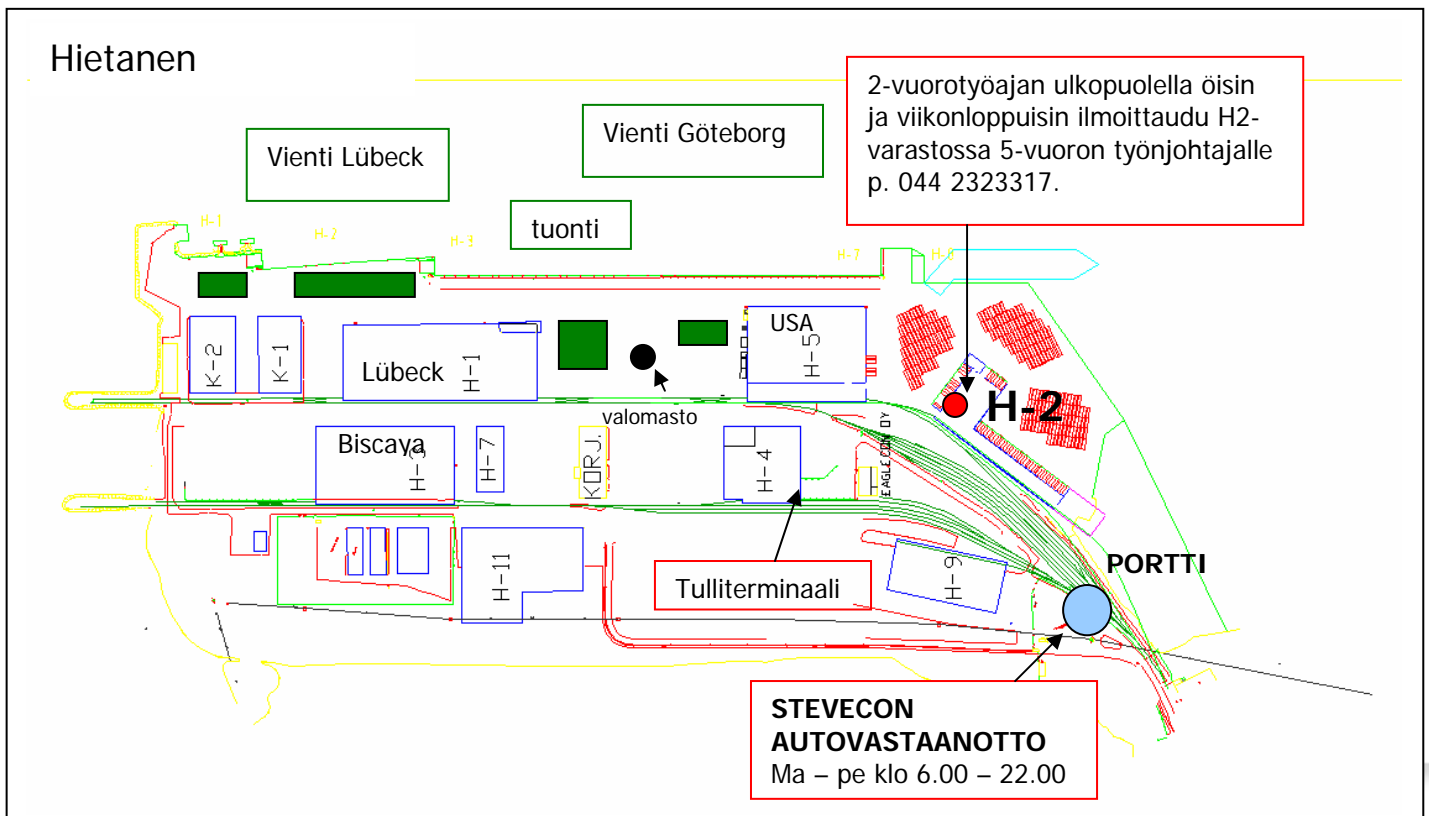 Hietanen
2-vuorotyöajan ulkopuolella öisin
ja viikonloppuisin ilmoittaudu H2-
varastossa 5-vuoron työnjohtajalle
p. 044 2323317.
Vienti Lübeck
Vienti Göteborg
tuonti
H-1
H-2
H-3
H-7
H-8
K-2
K-1
Lübeck
H-1
USA
H-5
valomasto
H-2
Biscaya
H-3
H-7
KORJ.
H-4
EAGLECON OY
H-11
Tulliterminaali
H-9
PORTTI
STEVECON
AUTOVASTAANOTTO
Ma – pe klo 6.00 – 22.00